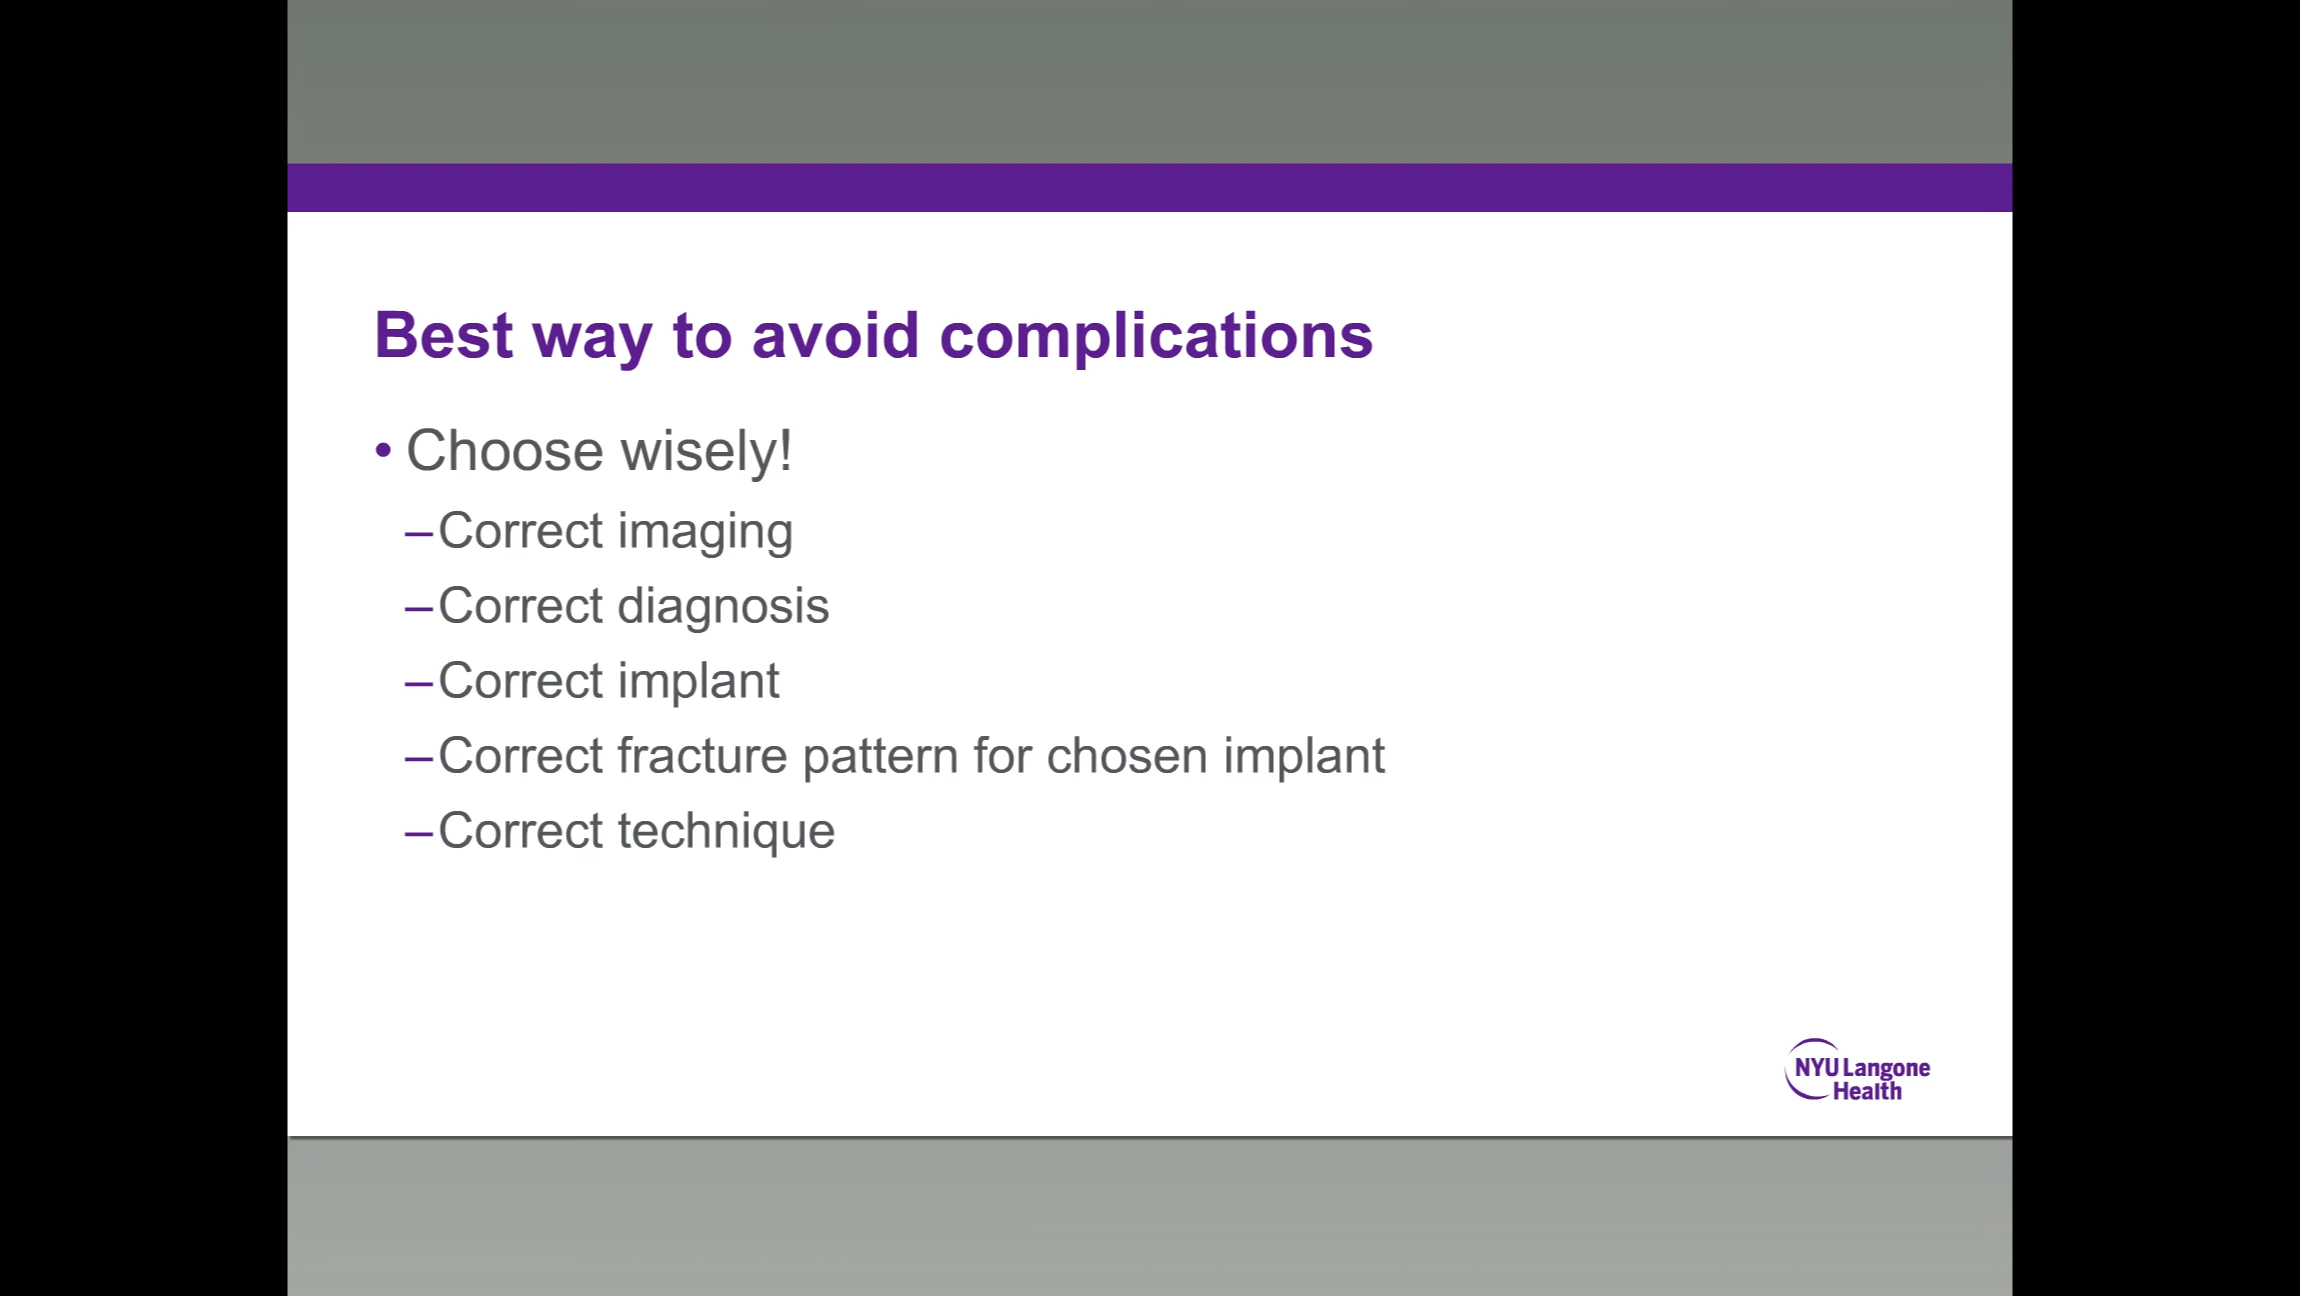 Best way to avoid complications
• Choose wisely!
–Correct imaging
–Correct diagnosis
–Correct implant
–Correct fracture pattern for chosen implant
–Correct technique
NYU Langone
Health